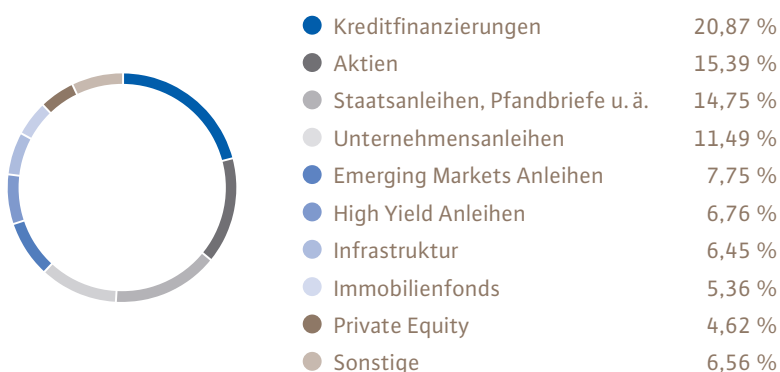 Kreditfinanzierungen 20,87 %
Aktien 15,39 %
Staatsanleihen, Pfandbriefe u. ä. 14,75 %
Unternehmensanleihen 11,49 %
Emerging Markets Anleihen 7,75 %
High Yield Anleihen 6,76 %
Infrastruktur 6,45 %
Immobilienfonds 5,36 %
Private Equity 4,62 %
Sonstige 6,56 %